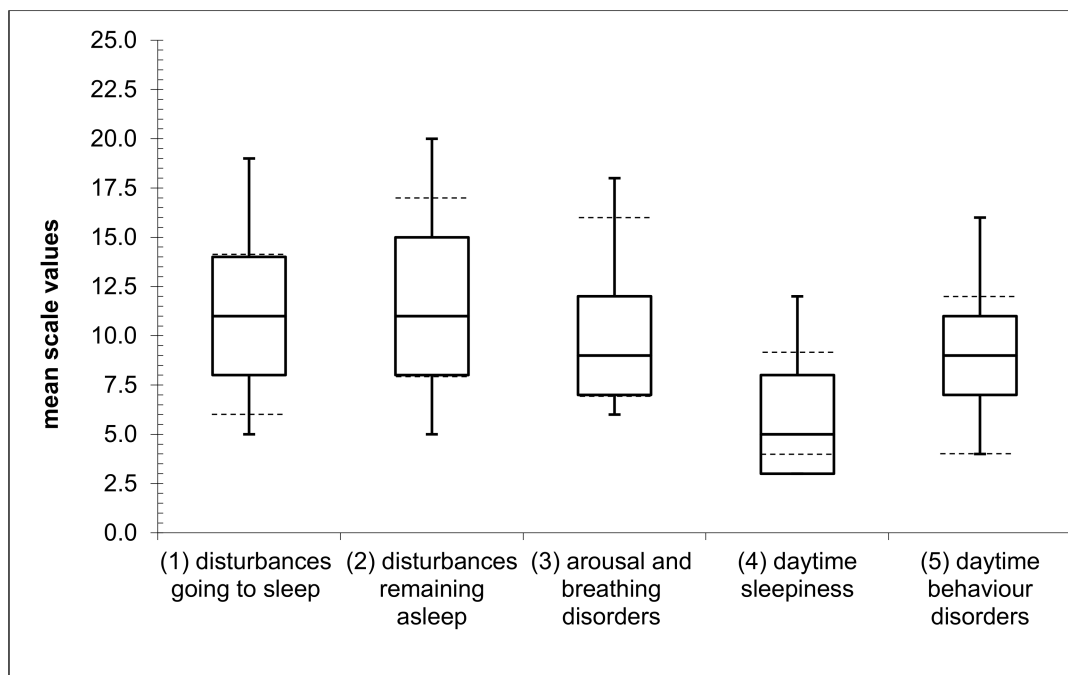 25.0
22.5
20.0
17.5
15.0
12.5
10.0
7.5
5.0
2.5
0.0
mean scale values
(1) disturbances
going to sleep
(2) disturbances
remaining
asleep
(3) arousal and
breathing
disorders
(4) daytime
sleepiness
(5) daytime
behaviour
disorders